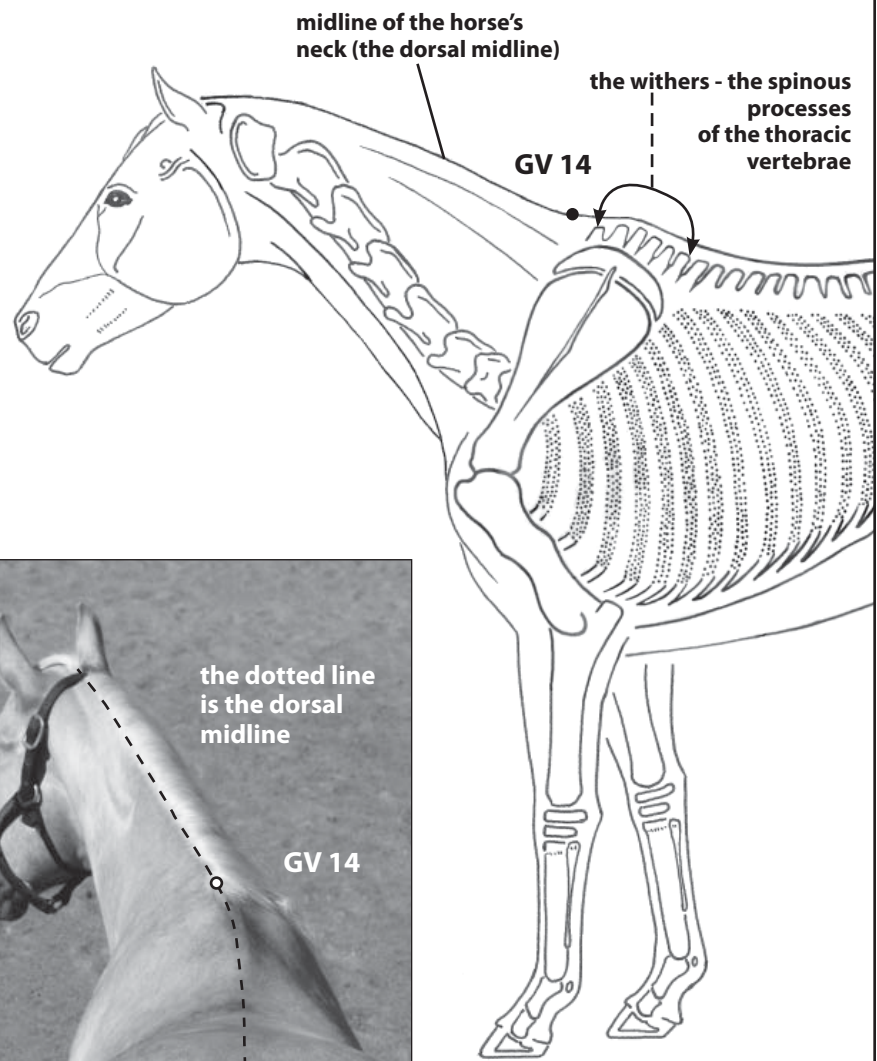 midline of the horse's
neck (the dorsal midline)
the withers - the spinous
processes
of the thoracic
vertebrae
GV 14
the dotted line
is the dorsal
midline
GV 14